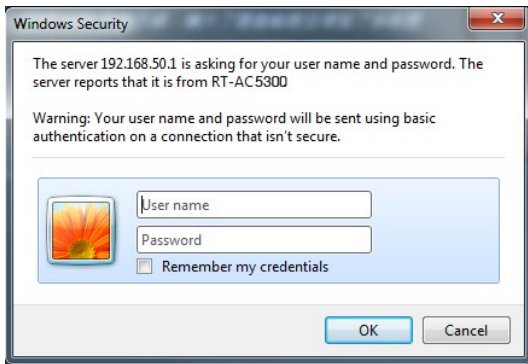 Windows Security
The server 192.168.50.1 is asking for your user name and password. The
server reports that it is from RT-AC5300
Warning: Your user name and password will be sent using basic
authentication on a connection that isn't secure.
User name
Password
Remember my credentials
OK
Cancel